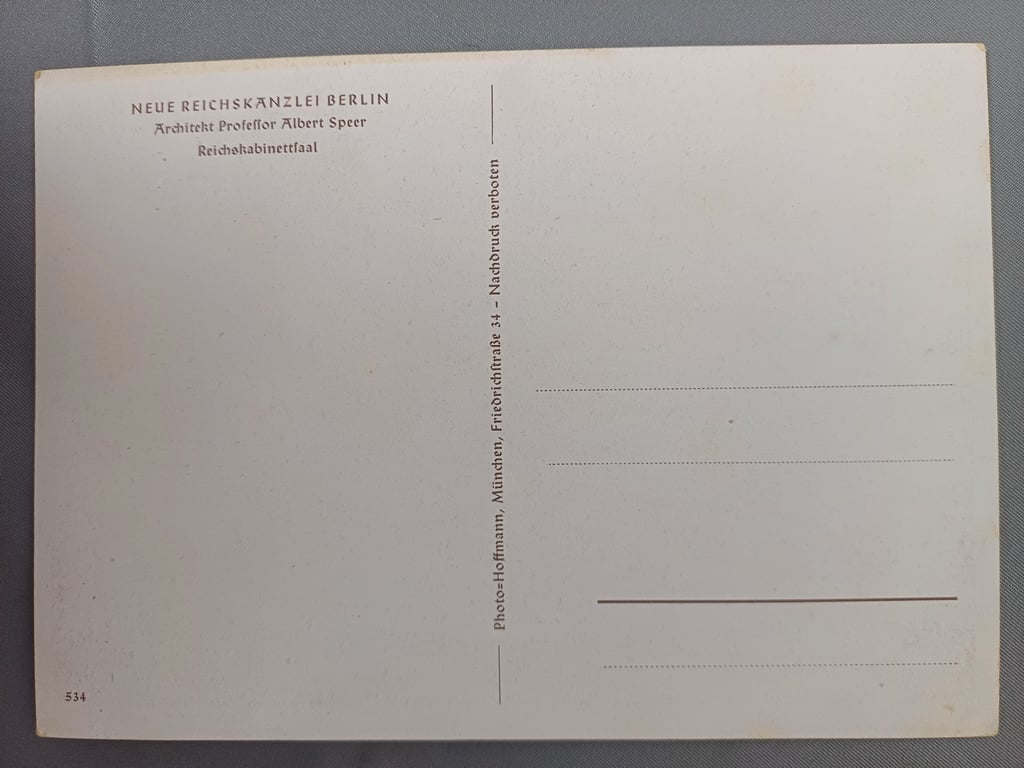 NEUE REICHSKANZLEI BERLIN
Architekt Profeſſor Albert Speer
Reichskabinettſaal
Photo=Hoffmann, München, Friedrichſtraße 34 – Nachdruck verboten
534